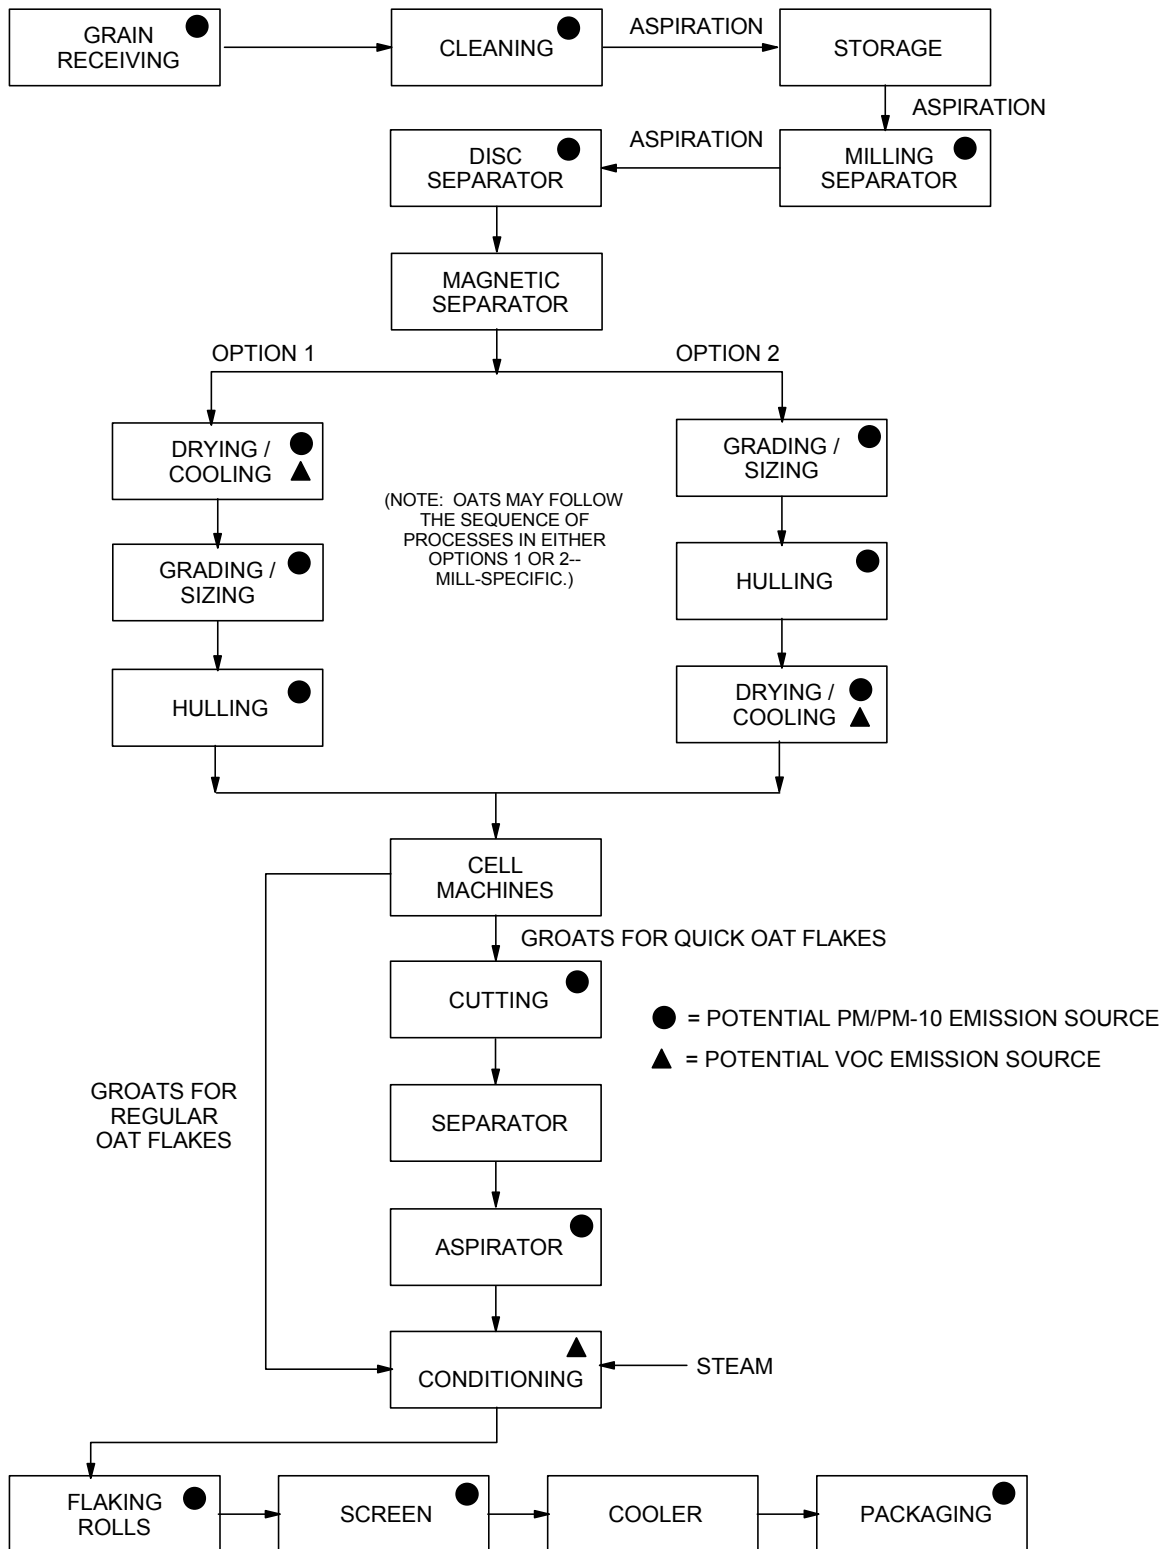 GRAIN
RECEIVING
CLEANING
ASPIRATION
STORAGE
ASPIRATION
MILLING
SEPARATOR
ASPIRATION
DISC
SEPARATOR
MAGNETIC
SEPARATOR
OPTION 1
OPTION 2
DRYING /
COOLING
GRADING /
SIZING
HULLING
(NOTE: OATS MAY FOLLOW
THE SEQUENCE OF
PROCESSES IN EITHER
OPTIONS 1 OR 2--
MILL-SPECIFIC.)
GRADING /
SIZING
HULLING
DRYING /
COOLING
CELL
MACHINES
GROATS FOR QUICK OAT FLAKES
CUTTING
● = POTENTIAL PM/PM-10 EMISSION SOURCE
▲ = POTENTIAL VOC EMISSION SOURCE
GROATS FOR
REGULAR
OAT FLAKES
SEPARATOR
ASPIRATOR
CONDITIONING
STEAM
FLAKING
ROLLS
SCREEN
COOLER
PACKAGING